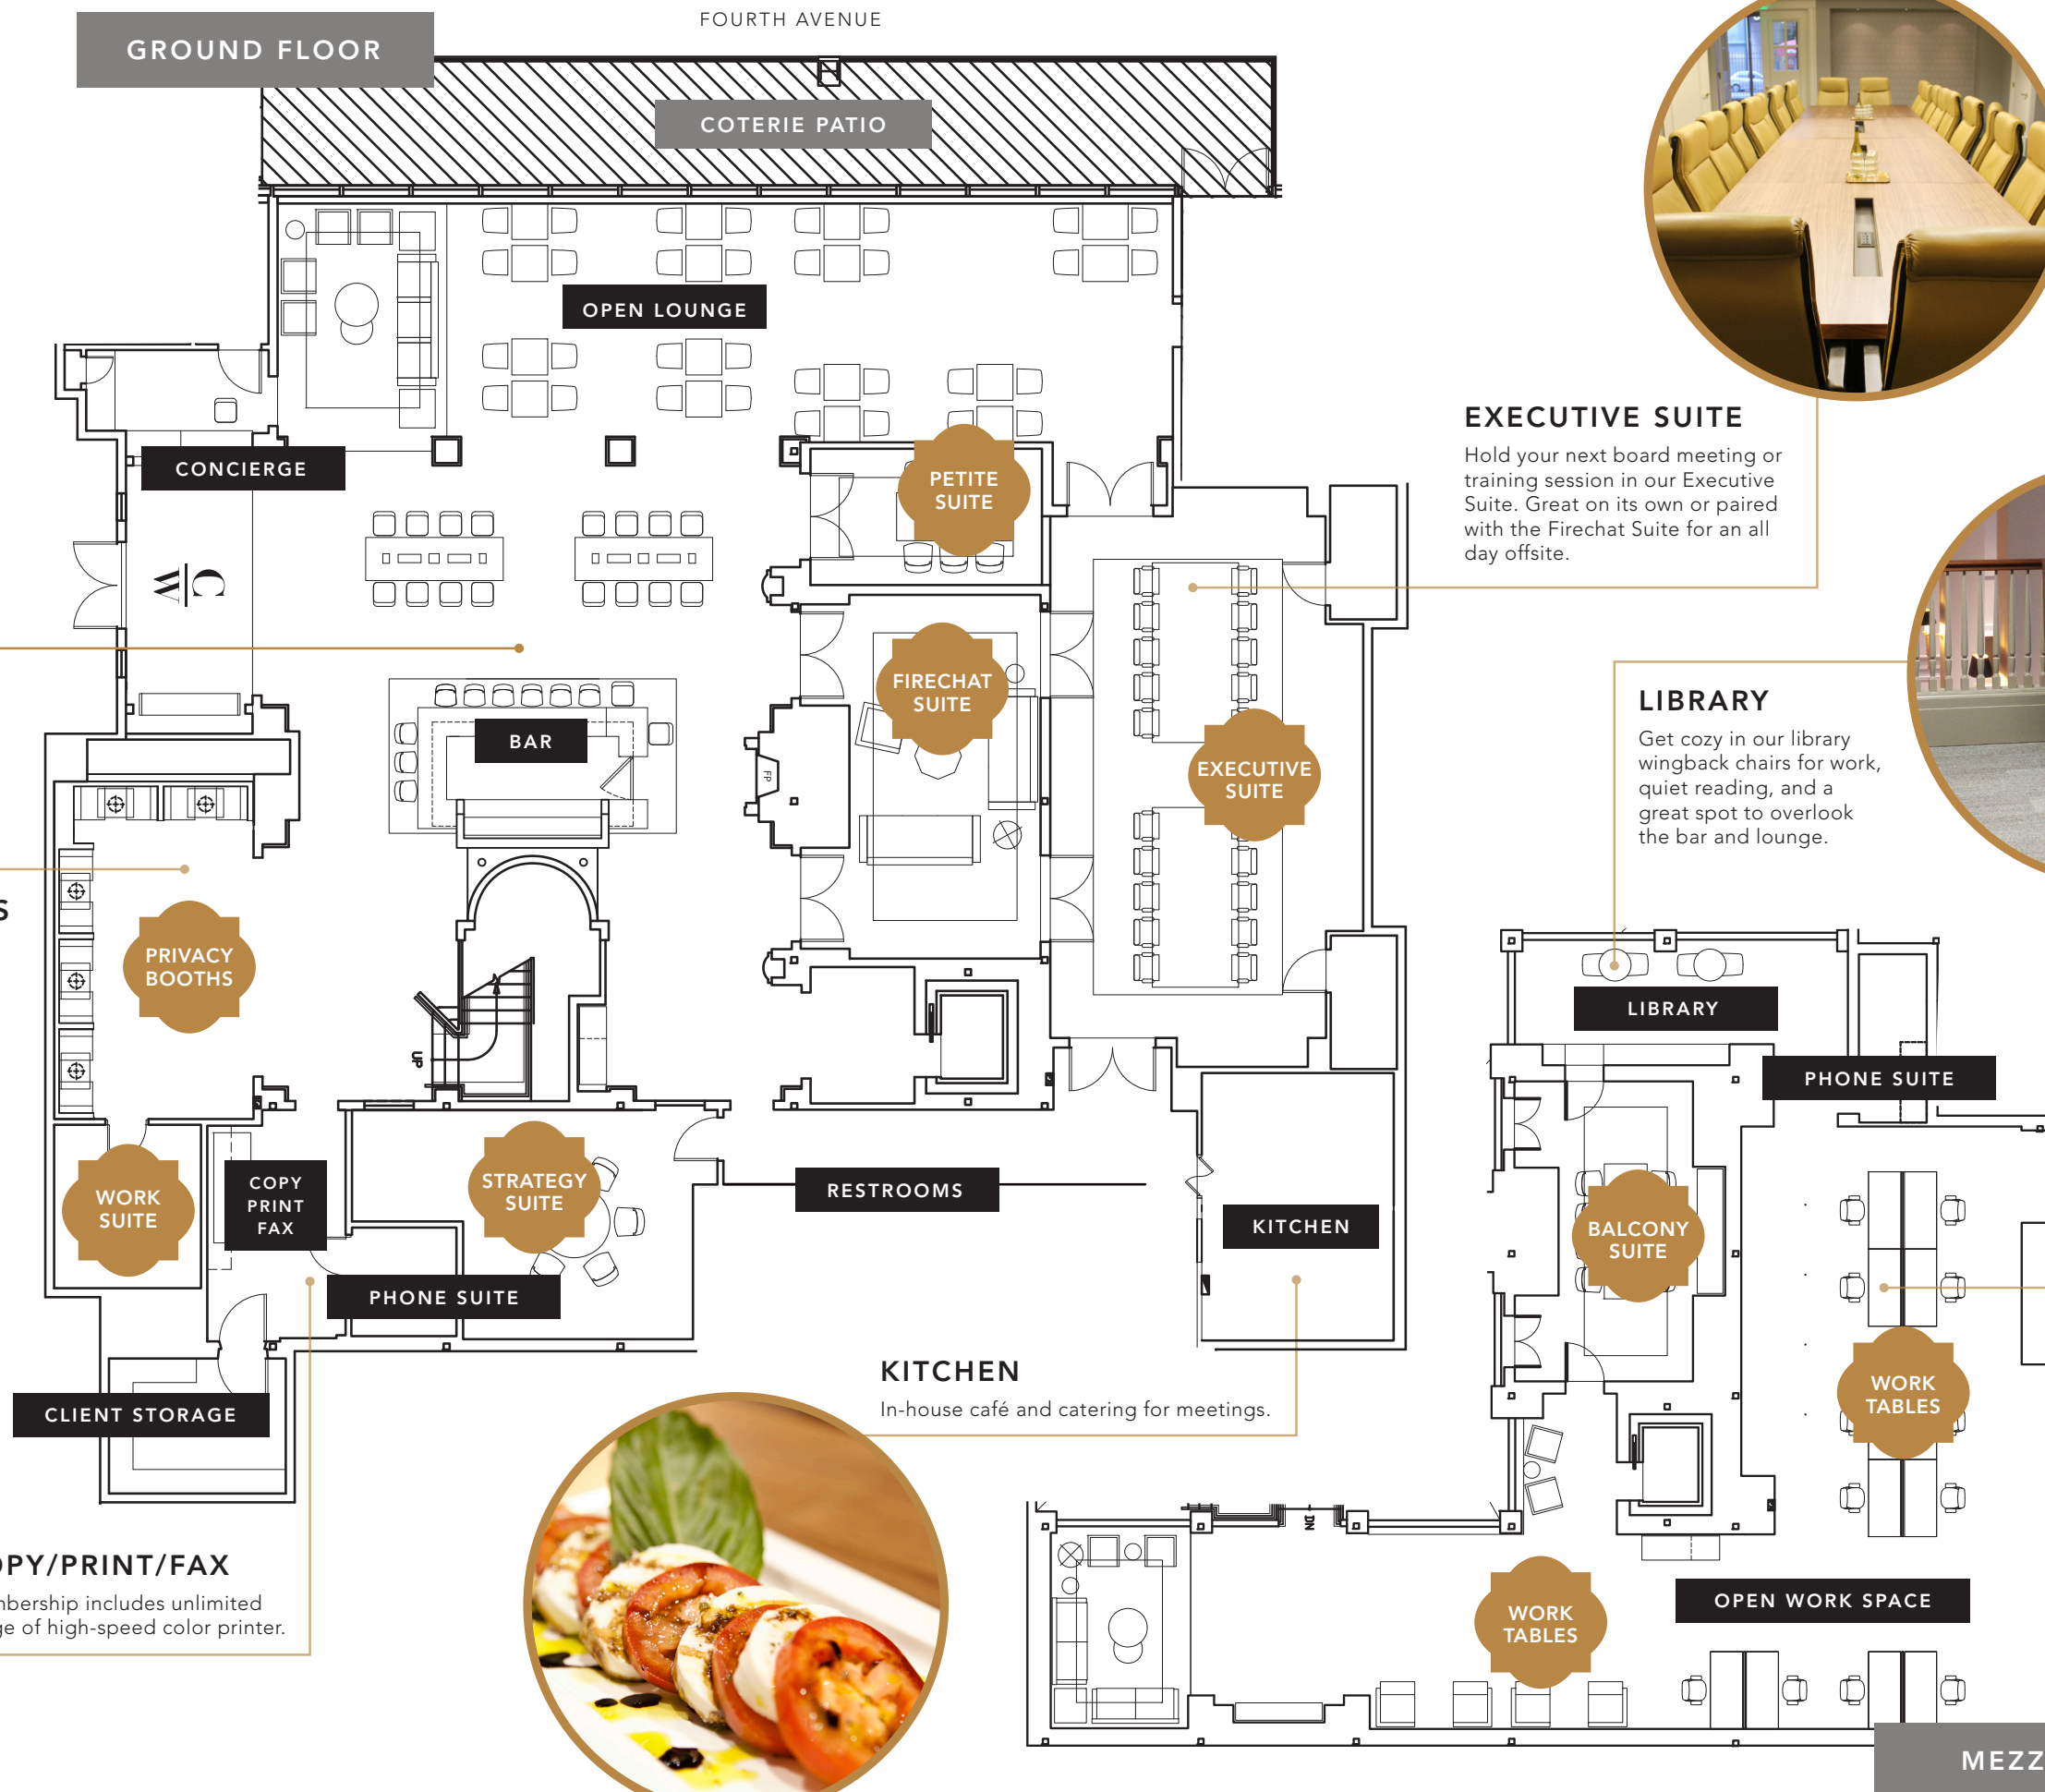 FOURTH AVENUE
GROUND FLOOR
COTERIE PATIO
OPEN LOUNGE
CONCIERGE
PETITE
SUITE
EXECUTIVE SUITE
Hold your next board meeting or
training session in our Executive
Suite. Great on its own or paired
with the Firechat Suite for an all
day offsite.
C
W
FIRECHAT
SUITE
BAR
FP
EXECUTIVE
SUITE
LIBRARY
Get cozy in our library
wingback chairs for work,
quiet reading, and a
great spot to overlook
the bar and lounge.
S
PRIVACY
BOOTHS
UP
LIBRARY
PHONE SUITE
WORK
SUITE
COPY
PRINT
FAX
STRATEGY
SUITE
RESTROOMS
KITCHEN
BALCONY
SUITE
PHONE SUITE
CLIENT STORAGE
KITCHEN
In-house café and catering for meetings.
WORK
TABLES
DN
OPY/PRINT/FAX
mbership includes unlimited
ge of high-speed color printer.
WORK
TABLES
OPEN WORK SPACE
MEZZ